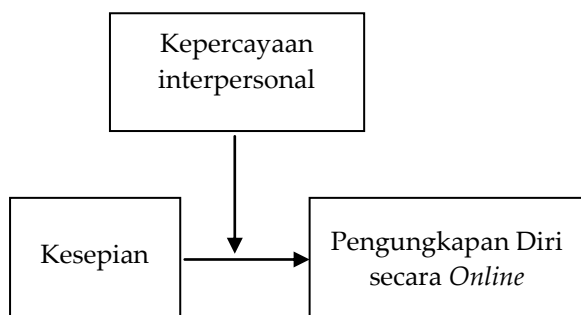 Kepercayaan
interpersonal
Kesepian
Pengungkapan Diri
secara Online